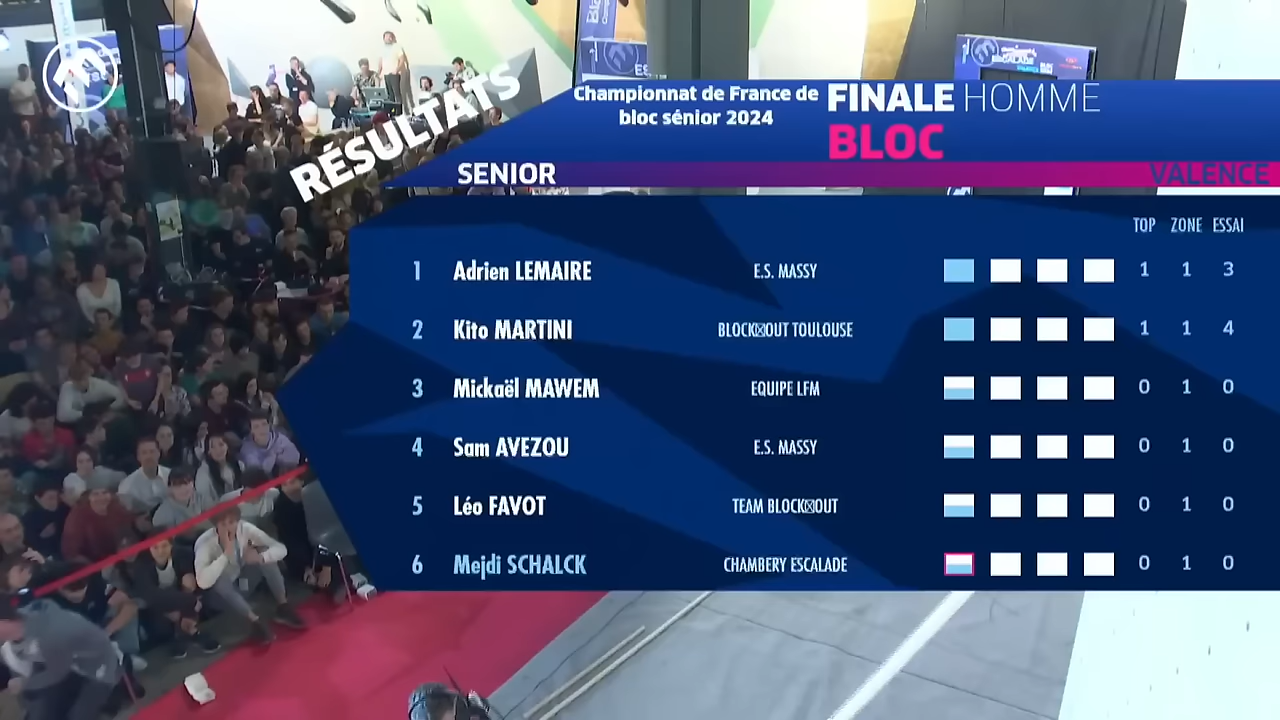 RÉSULTATS
Championnat de France de
bloc sénior 2024
FINALE HOMME
BLOC
SENIOR
VALENCE
TOP ZONE ESSAI
1 Adrien LEMAIRE E.S. MASSY 1 1 3
2 Kito MARTINI BLOCK☒OUT TOULOUSE 1 1 4
3 Mickaël MAWEM EQUIPE LFM 0 1 0
4 Sam AVEZOU E.S. MASSY 0 1 0
5 Léo FAVOT TEAM BLOCK☒OUT 0 1 0
6 Mejdi SCHALCK CHAMBERY ESCALADE 0 1 0